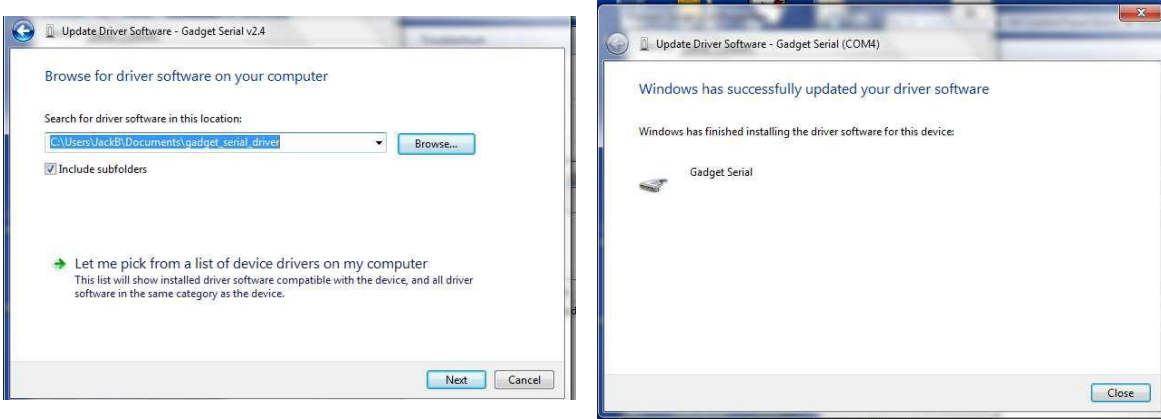 Update Driver Software - Gadget Serial v2.4
Browse for driver software on your computer
Search for driver software in this location:
C:\Users\JackB\Documents\gadget_serial_driver
Browse...
Include subfolders
Let me pick from a list of device drivers on my computer
This list will show installed driver software compatible with the device, and all driver
software in the same category as the device.
Next
Cancel
Update Driver Software - Gadget Serial (COM4)
Windows has successfully updated your driver software
Windows has finished installing the driver software for this device:
Gadget Serial
Close